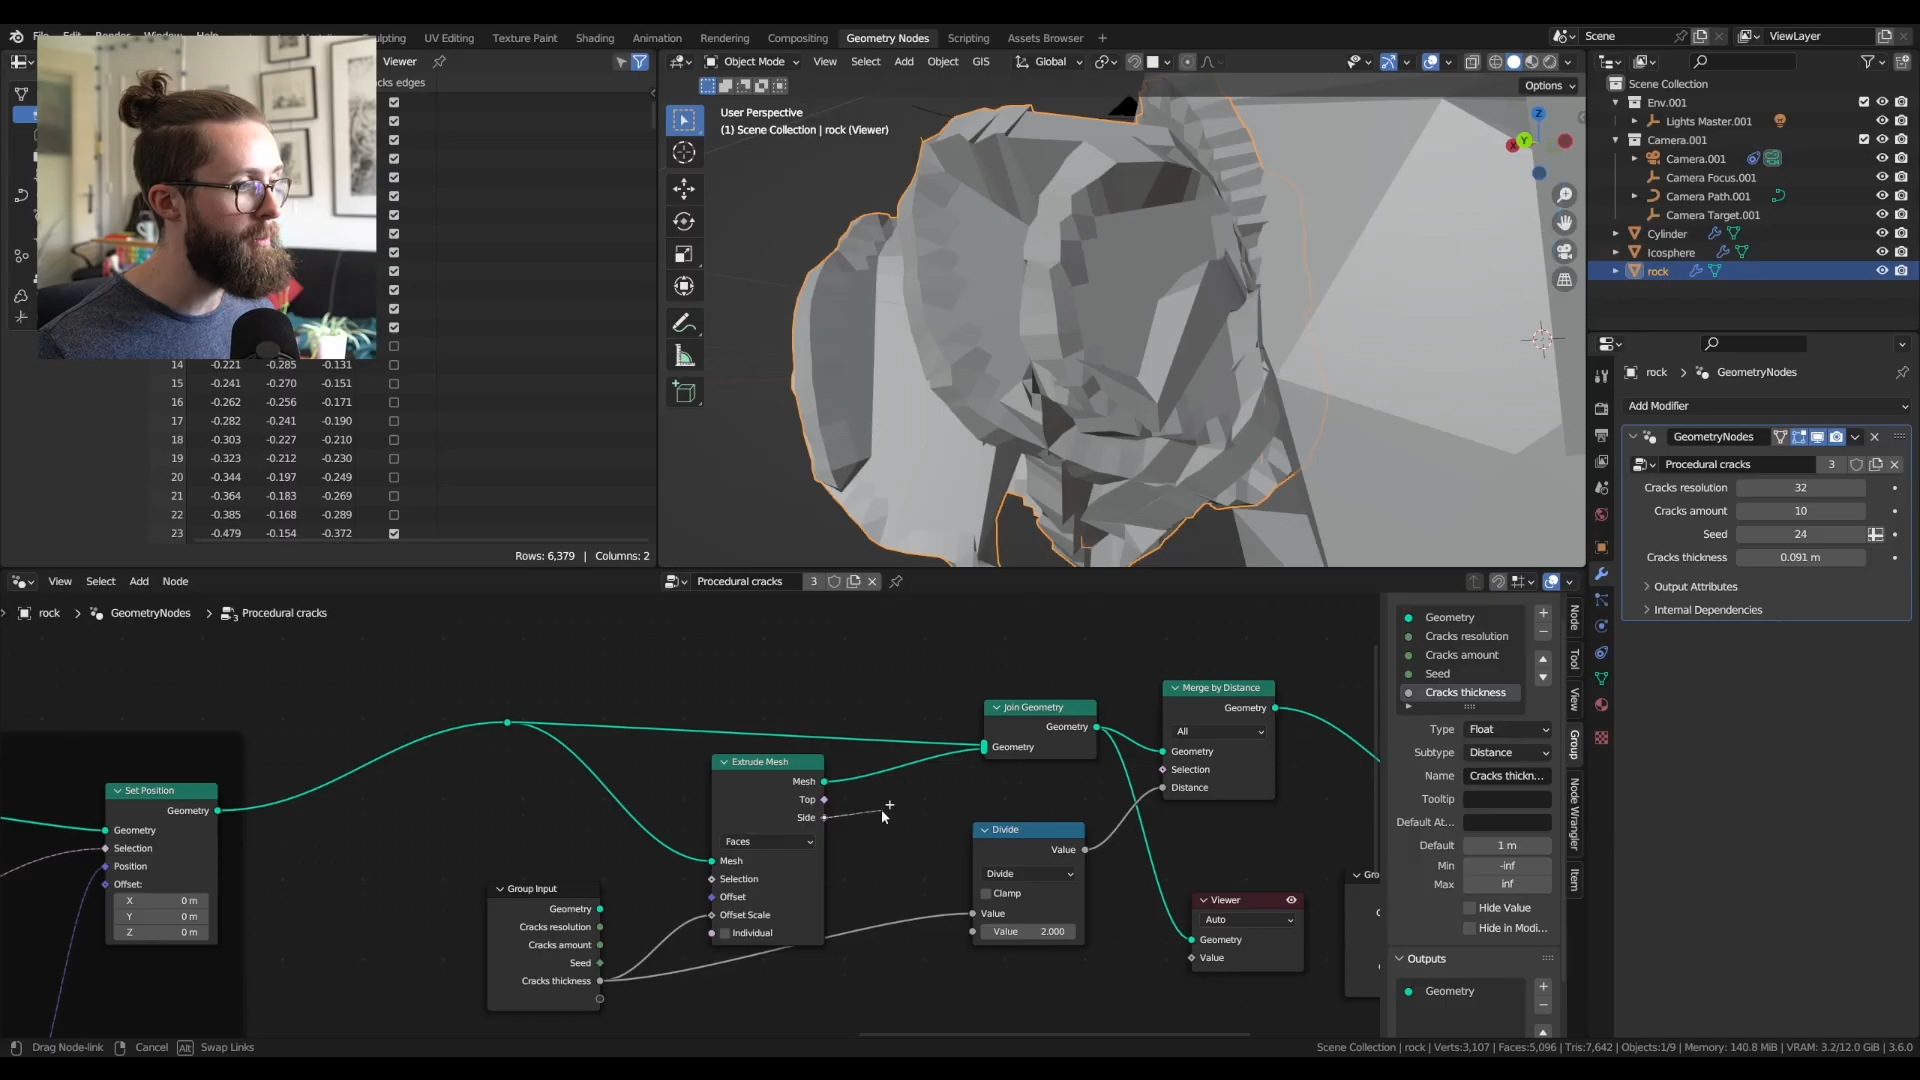 UV Editing
Texture Paint
Shading
Animation
Rendering
Compositing
Geometry Nodes
Scripting
Assets Browser
Scene
ViewLayer
Viewer
Object Mode
View
Select
Add
Object
GIS
Global
Options
cks edges
User Perspective
(1) Scene Collection | rock (Viewer)
Z
Y
X
14 -0.221 -0.285 -0.131
15 -0.241 -0.270 -0.151
16 -0.262 -0.256 -0.171
17 -0.282 -0.241 -0.190
18 -0.303 -0.227 -0.210
19 -0.323 -0.212 -0.230
20 -0.344 -0.197 -0.249
21 -0.364 -0.183 -0.269
22 -0.385 -0.168 -0.289
23 -0.479 -0.154 -0.372
Rows: 6,379 | Columns: 2
Scene Collection
Env.001
Lights Master.001
Camera.001
Camera.001
Camera Focus.001
Camera Path.001
Camera Target.001
Cylinder
Icosphere
rock
rock > GeometryNodes
Add Modifier
GeometryNodes
Procedural cracks 3
Cracks resolution 32
Cracks amount 10
Seed 24
Cracks thickness 0.091 m
Output Attributes
Internal Dependencies
View
Select
Add
Node
Procedural cracks 3
rock > GeometryNodes > Procedural cracks
Set Position
Geometry
Geometry
Selection
Position
Offset:
X 0 m
Y 0 m
Z 0 m
Group Input
Geometry
Cracks resolution
Cracks amount
Seed
Cracks thickness
Extrude Mesh
Mesh
Top
Side
Faces
Mesh
Selection
Offset
Offset Scale
Individual
Join Geometry
Geometry
Geometry
Divide
Value
Divide
Clamp
Value
Value 2.000
Merge by Distance
Geometry
All
Geometry
Selection
Distance
Viewer
Auto
Geometry
Value
Gro
Geometry
Cracks resolution
Cracks amount
Seed
Cracks thickness
Type Float
Subtype Distance
Name Cracks thickn...
Tooltip
Default At...
Default 1 m
Min -inf
Max inf
Hide Value
Hide in Modi...
Outputs
Geometry
Node
Tool
View
Group
Node Wrangler
Item
Drag Node-link
Cancel
Alt Swap Links
Scene Collection | rock | Verts:3,107 | Faces:5,096 | Tris:7,642 | Objects:1/9 | Memory: 140.8 MiB | VRAM: 3.2/12.0 GiB | 3.6.0